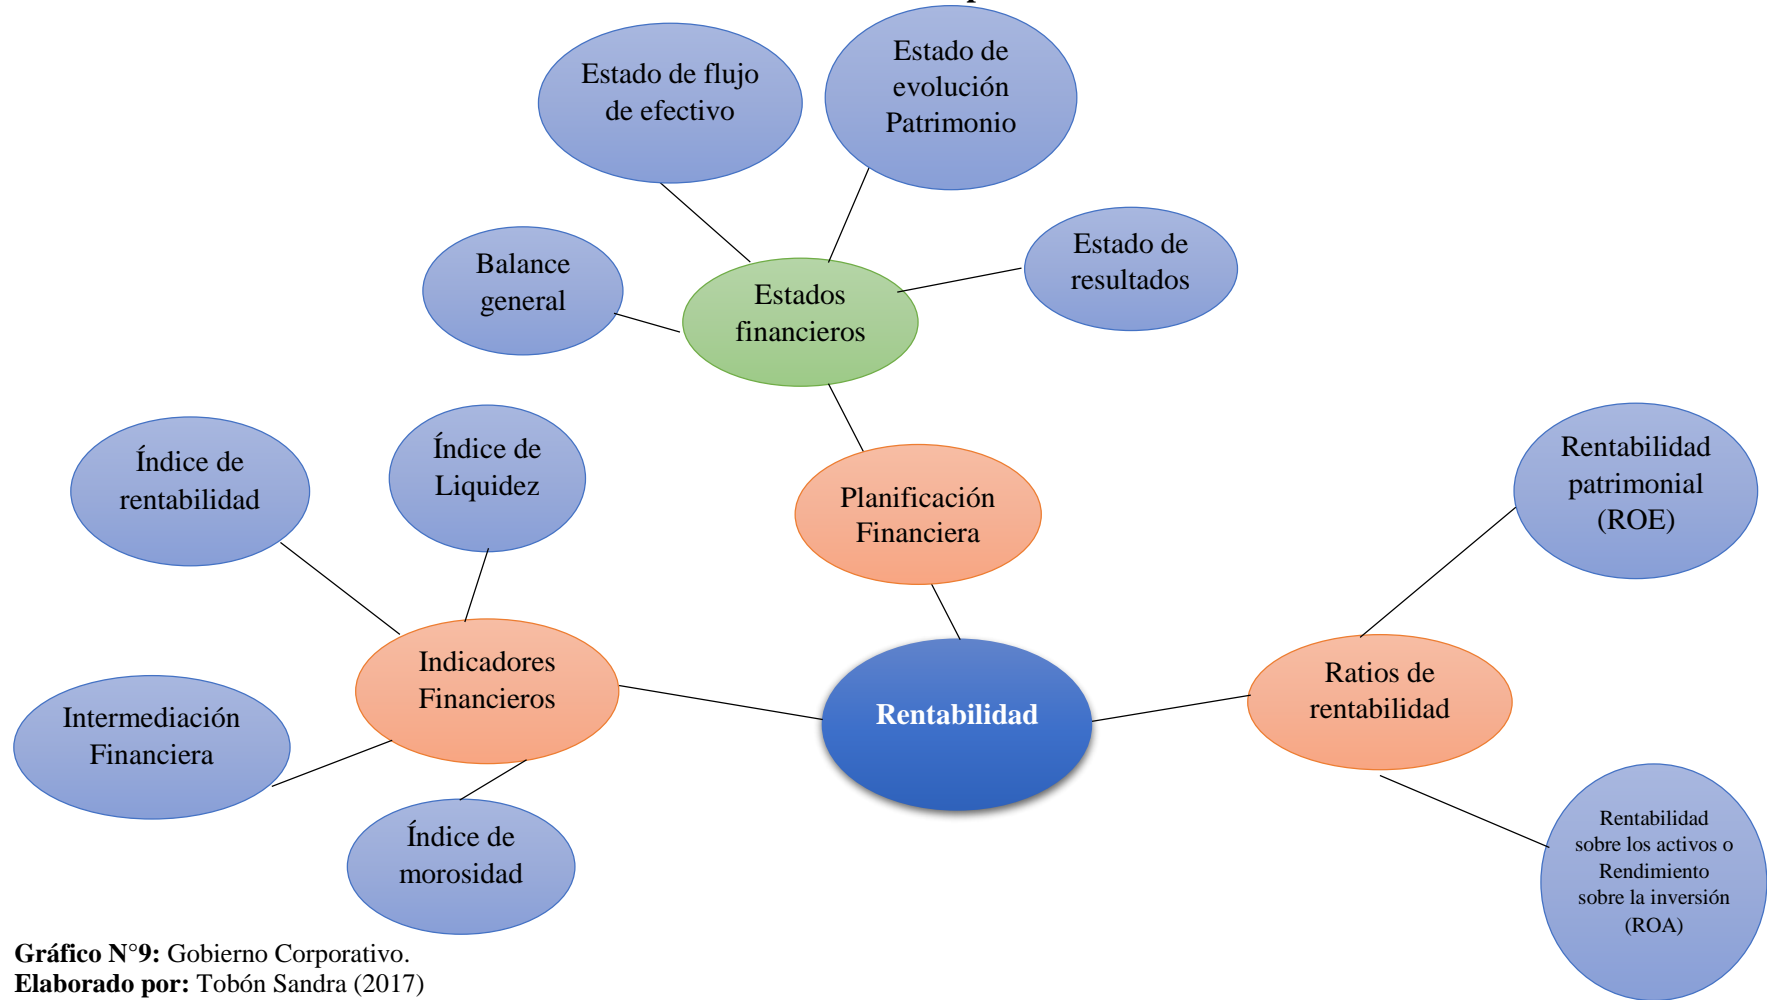 Estado de flujo
de efectivo
Estado de
evolución
Patrimonio
Balance
general
Estados
financieros
Estado de
resultados
Índice de
rentabilidad
Índice de
Liquidez
Planificación
Financiera
Rentabilidad
patrimonial
(ROE)
Intermediación
Financiera
Indicadores
Financieros
Rentabilidad
Ratios de
rentabilidad
Índice de
morosidad
Rentabilidad
sobre los activos o
Rendimiento
sobre la inversión
(ROA)
Gráfico N°9: Gobierno Corporativo.
Elaborado por: Tobón Sandra (2017)